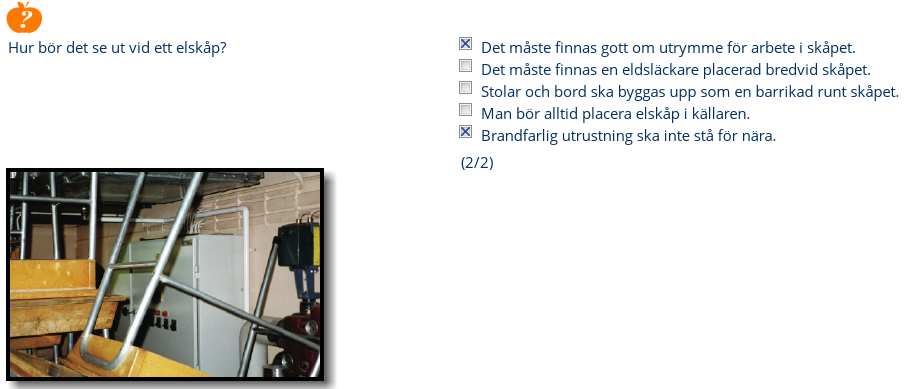 ?
Hur bör det se ut vid ett elskåp?
Det måste finnas gott om utrymme för arbete i skåpet.
Det måste finnas en eldsläckare placerad bredvid skåpet.
Stolar och bord ska byggas upp som en barrikad runt skåpet.
Man bör alltid placera elskåp i källaren.
Brandfarlig utrustning ska inte stå för nära.
(2/2)